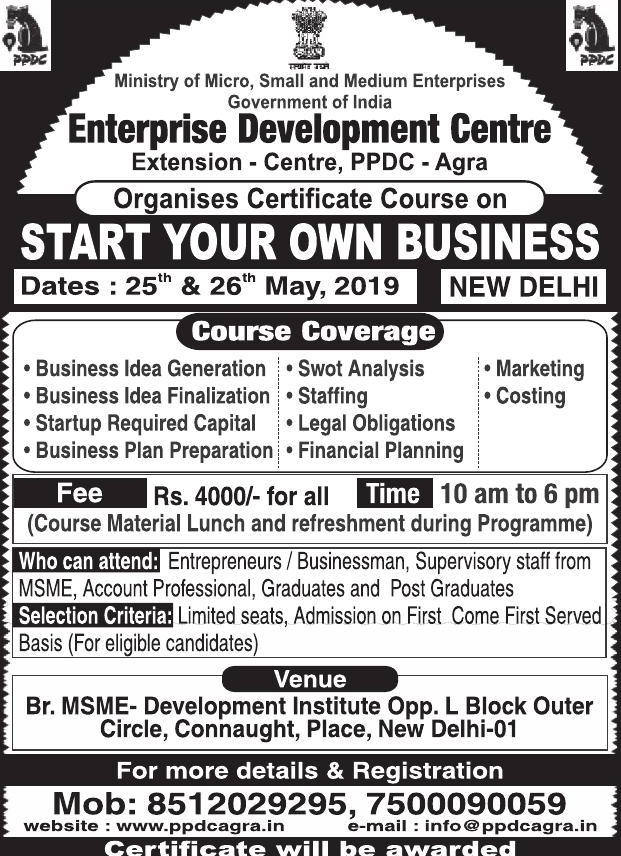 PPDC
PPDC
सत्यमेव जयते
Ministry of Micro, Small and Medium Enterprises
Government of India
Enterprise Development Centre
Extension - Centre, PPDC - Agra
Organises Certificate Course on
START YOUR OWN BUSINESS
Dates : 25th & 26th May, 2019
NEW DELHI
Course Coverage
• Business Idea Generation
• Business Idea Finalization
• Startup Required Capital
• Business Plan Preparation
• Swot Analysis
• Staffing
• Legal Obligations
• Financial Planning
• Marketing
• Costing
Fee Rs. 4000/- for all Time 10 am to 6 pm
(Course Material Lunch and refreshment during Programme)
Who can attend: Entrepreneurs / Businessman, Supervisory staff from
MSME, Account Professional, Graduates and Post Graduates
Selection Criteria: Limited seats, Admission on First Come First Served
Basis (For eligible candidates)
Venue
Br. MSME- Development Institute Opp. L Block Outer
Circle, Connaught, Place, New Delhi-01
For more details & Registration
Mob: 8512029295, 7500090059
website : www.ppdcagra.in e-mail : info@ppdcagra.in
Certificate will be awarded